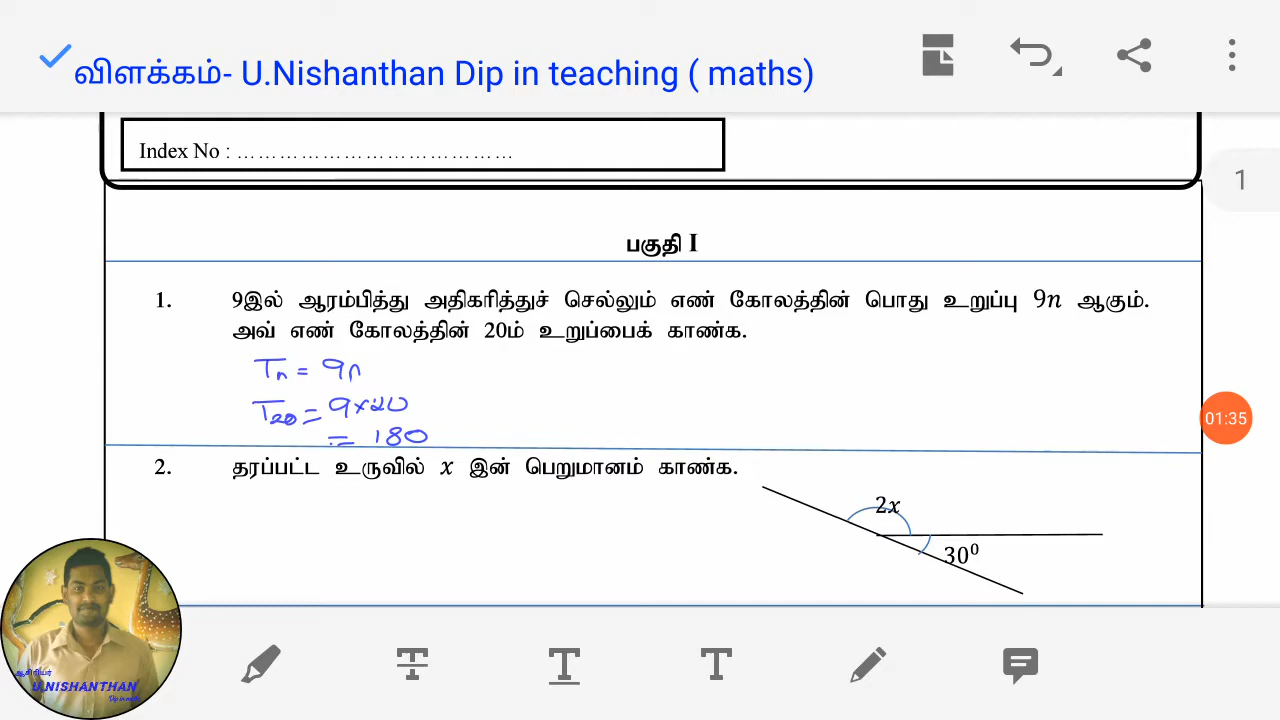 விளக்கம்- U.Nishanthan Dip in teaching ( maths)
Index No : ……………………………………
1
பகுதி I
1. 9இல் ஆரம்பித்து அதிகரித்துச் செல்லும் எண் கோலத்தின் பொது உறுப்பு 9n ஆகும்.
அவ் எண் கோலத்தின் 20ம் உறுப்பைக் காண்க.
Tn = 9n
T20 = 9×20
= 180
01:35
2. தரப்பட்ட உருவில் x இன் பெறுமானம் காண்க.
2x
30⁰
ஆசிரியர்
U.NISHANTHAN